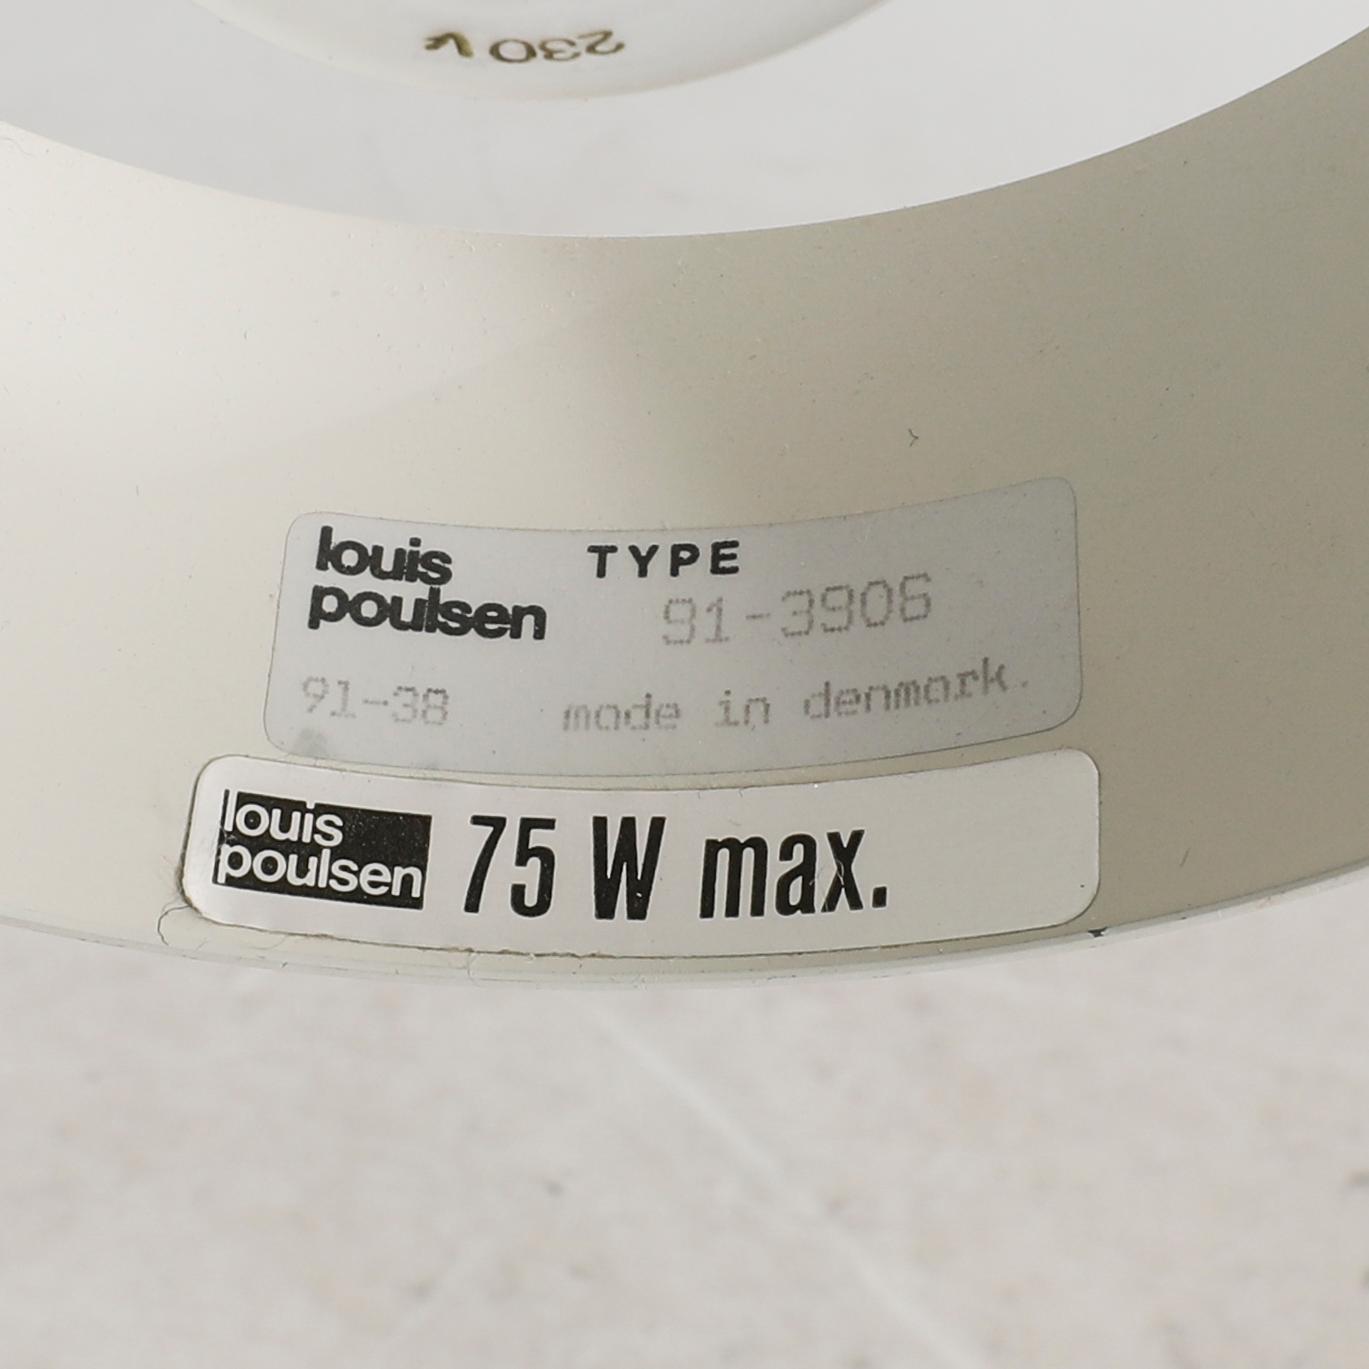 230 V
louis
poulsen
TYPE
91-3906
91-38
made in denmark.
louis
poulsen
75 W max.